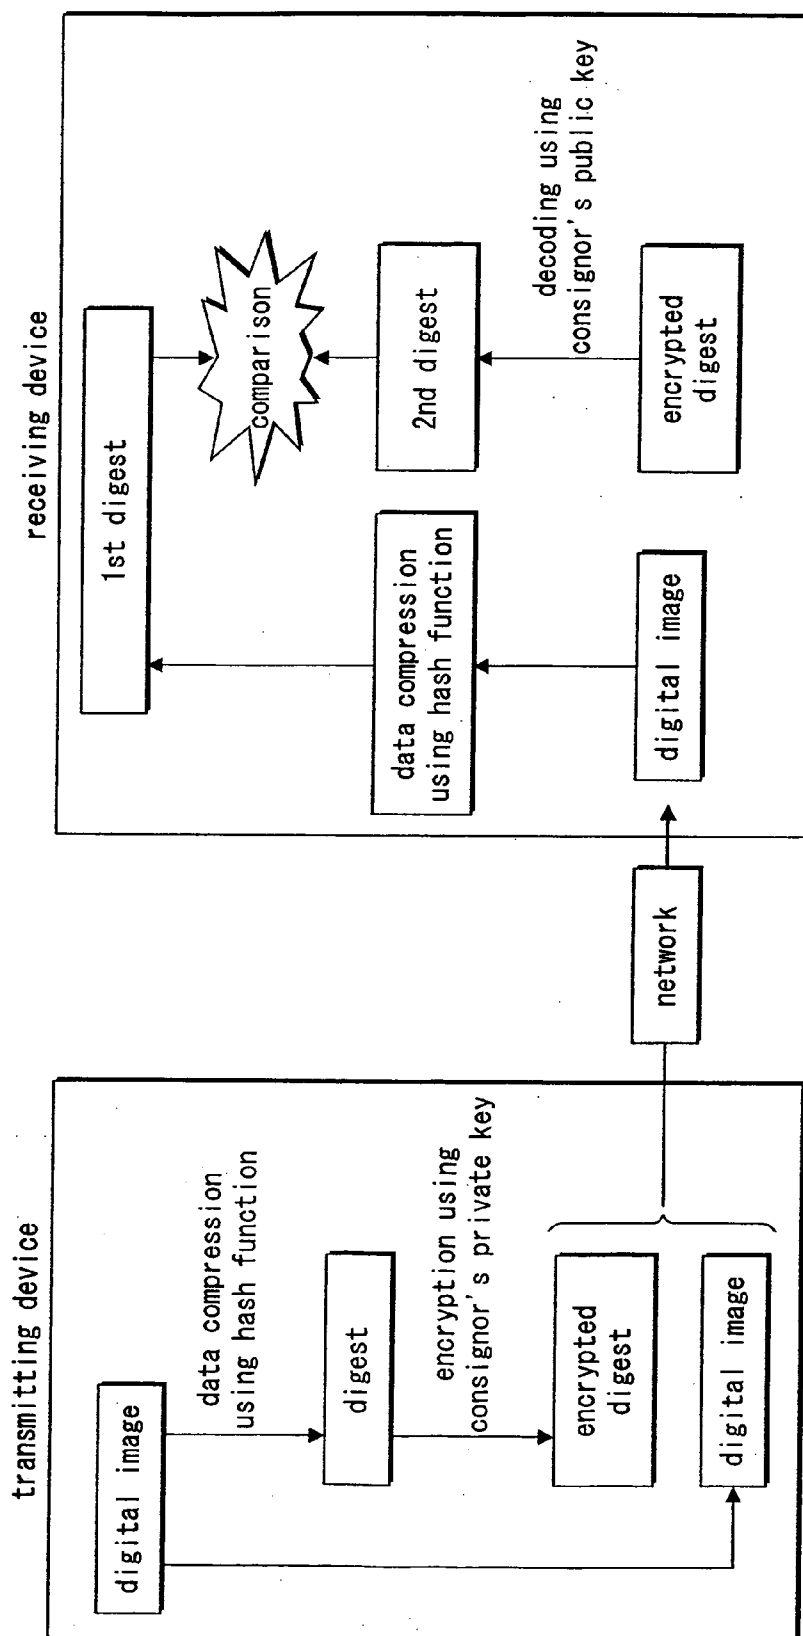 transmitting device
digital image
data compression
using hash function
digest
encryption using
consignor's private key
encrypted
digest
digital image
network
receiving device
1st digest
comparison
2nd digest
decoding using
consignor's public key
encrypted
digest
data compression
using hash function
digital image